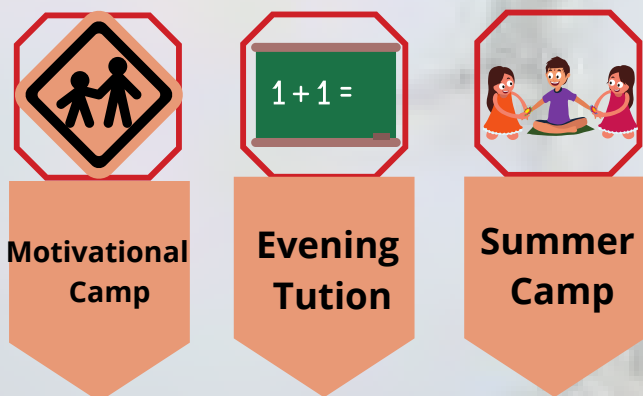 1 + 1 =
Motivational
Camp
Evening
Tution
Summer
Camp